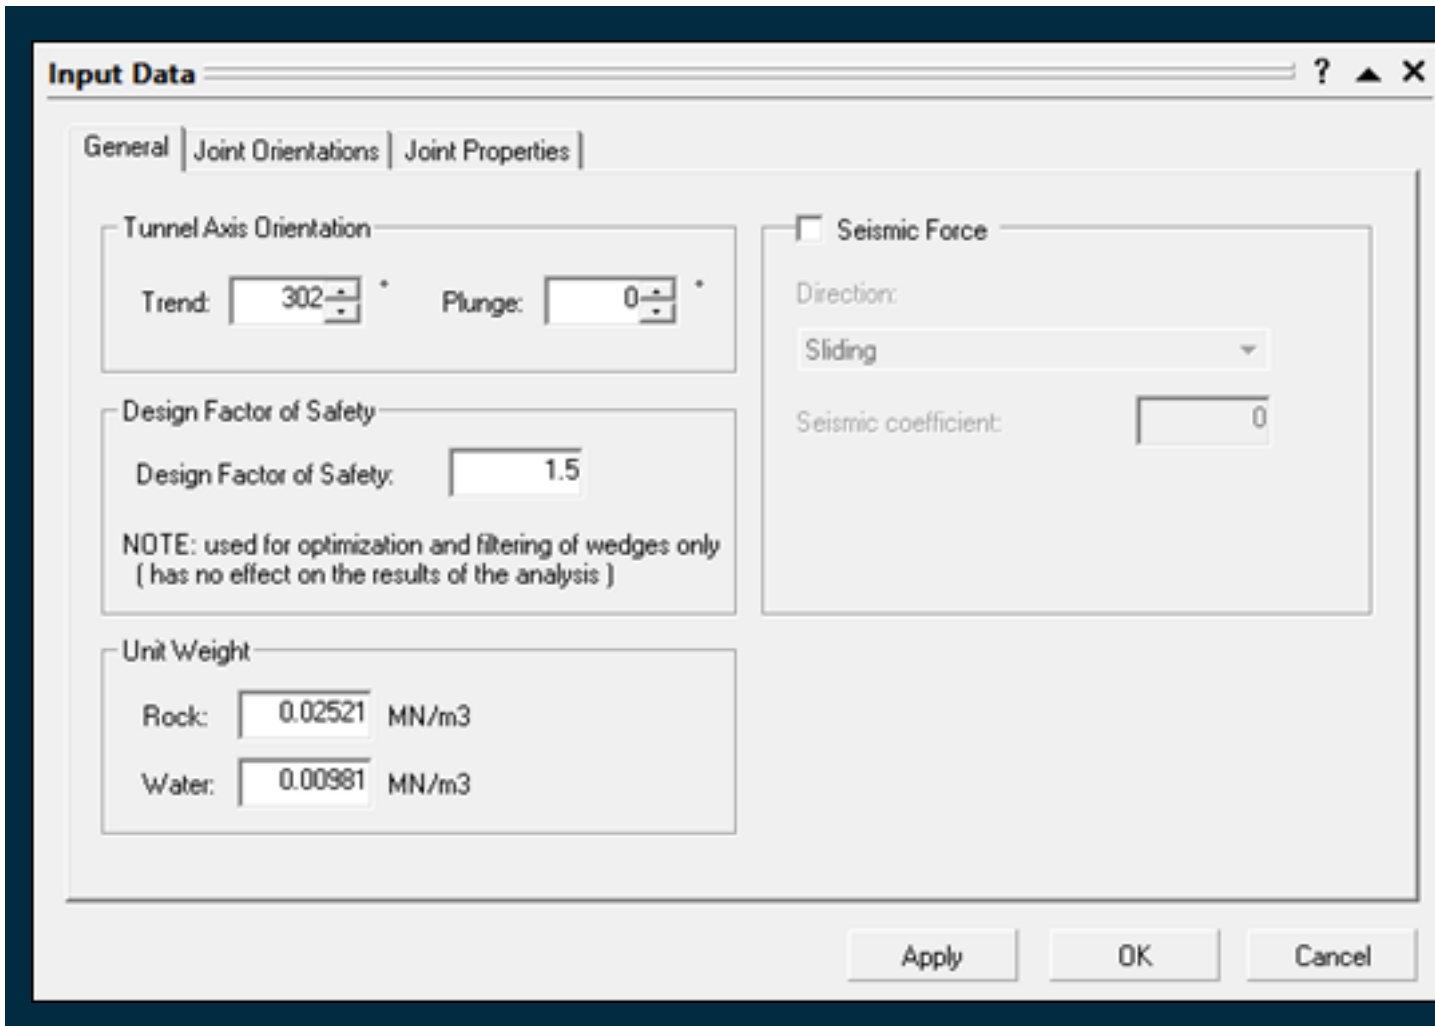 Input Data ?
General Joint Orientations Joint Properties
Tunnel Axis Orientation
Trend: 302 ° Plunge: 0 °
Design Factor of Safety
Design Factor of Safety: 1.5
NOTE: used for optimization and filtering of wedges only
( has no effect on the results of the analysis )
Unit Weight
Rock: 0.02521 MN/m3
Water: 0.00981 MN/m3
Seismic Force
Direction:
Sliding
Seismic coefficient: 0
Apply OK Cancel